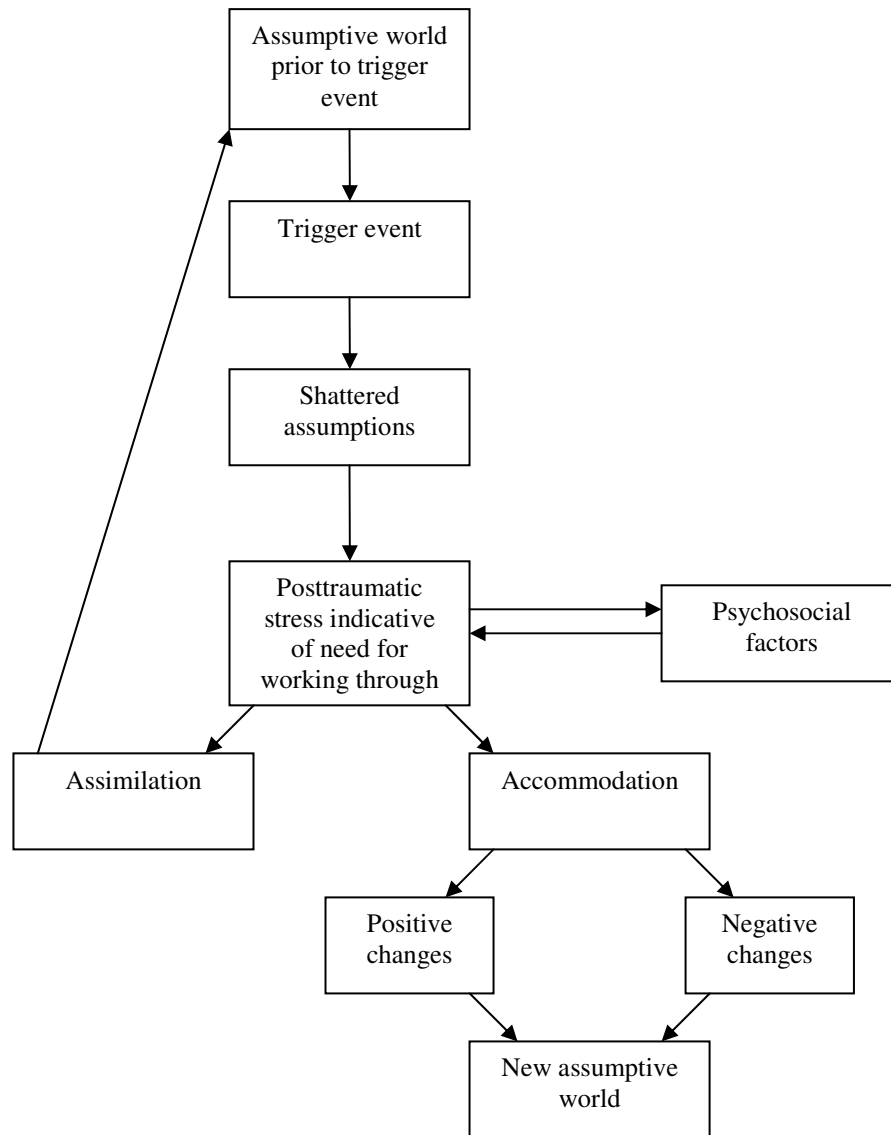 Assumptive world
prior to trigger
event
Trigger event
Shattered
assumptions
Posttraumatic
stress indicative
of need for
working through
Psychosocial
factors
Assimilation
Accommodation
Positive
changes
Negative
changes
New assumptive
world